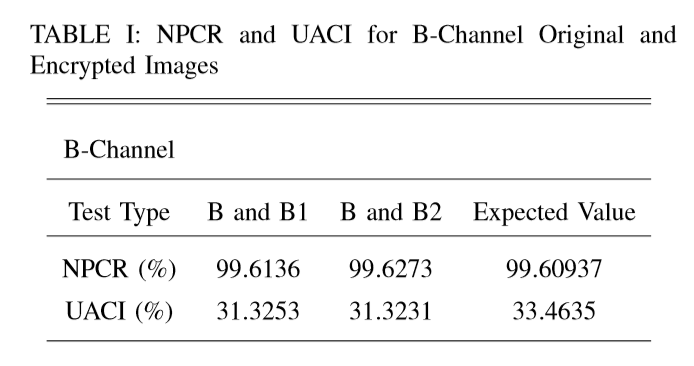 TABLE I: NPCR and UACI for B-Channel Original and
Encrypted Images
B-Channel
Test Type B and B1 B and B2 Expected Value
NPCR (%) 99.6136 99.6273 99.60937
UACI (%) 31.3253 31.3231 33.4635